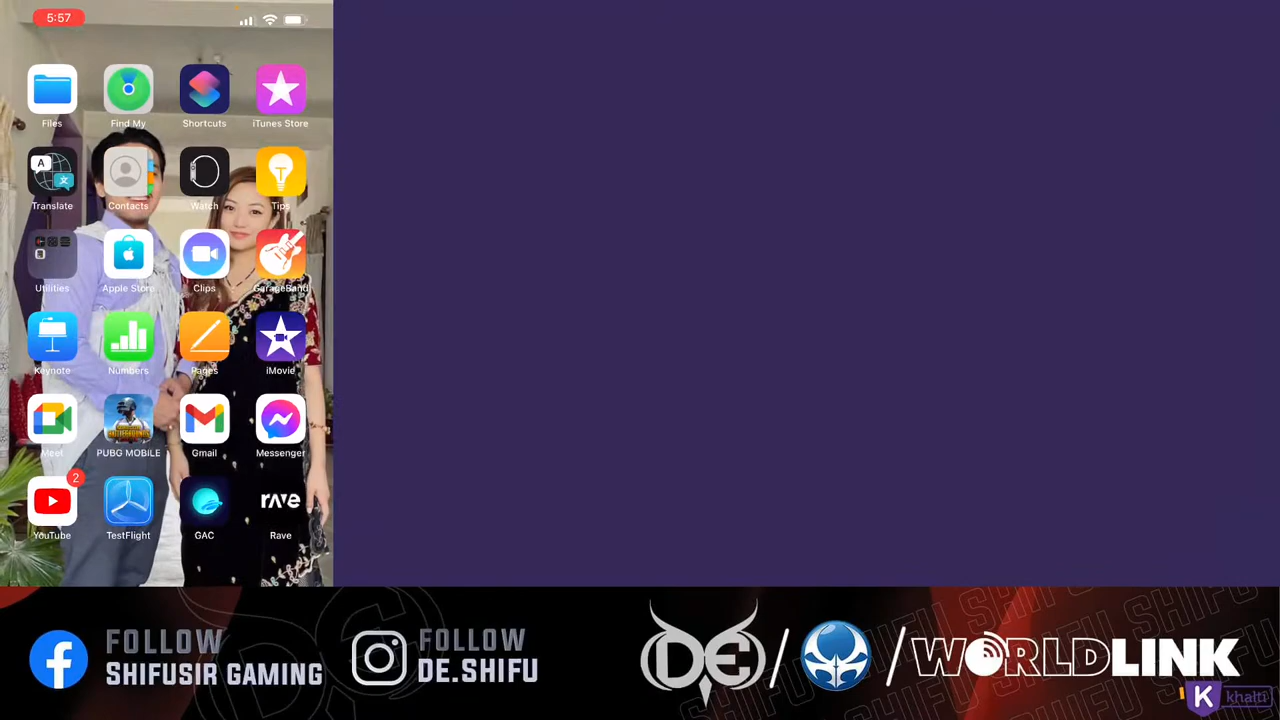 5:57
Files
Find My
Shortcuts
iTunes Store
A
文
Translate
Contacts
Watch
T
Tips
Utilities
Apple Store
Clips
GarageBand
Keynote
Numbers
Pages
iMovie
Meet
PUBG MOBILE
Gmail
Messenger
2
YouTube
TestFlight
GAC
rave
Rave
FOLLOW
SHIFUSIR GAMING
FOLLOW
DE.SHIFU
DE / / WORLDLINK
K khalti